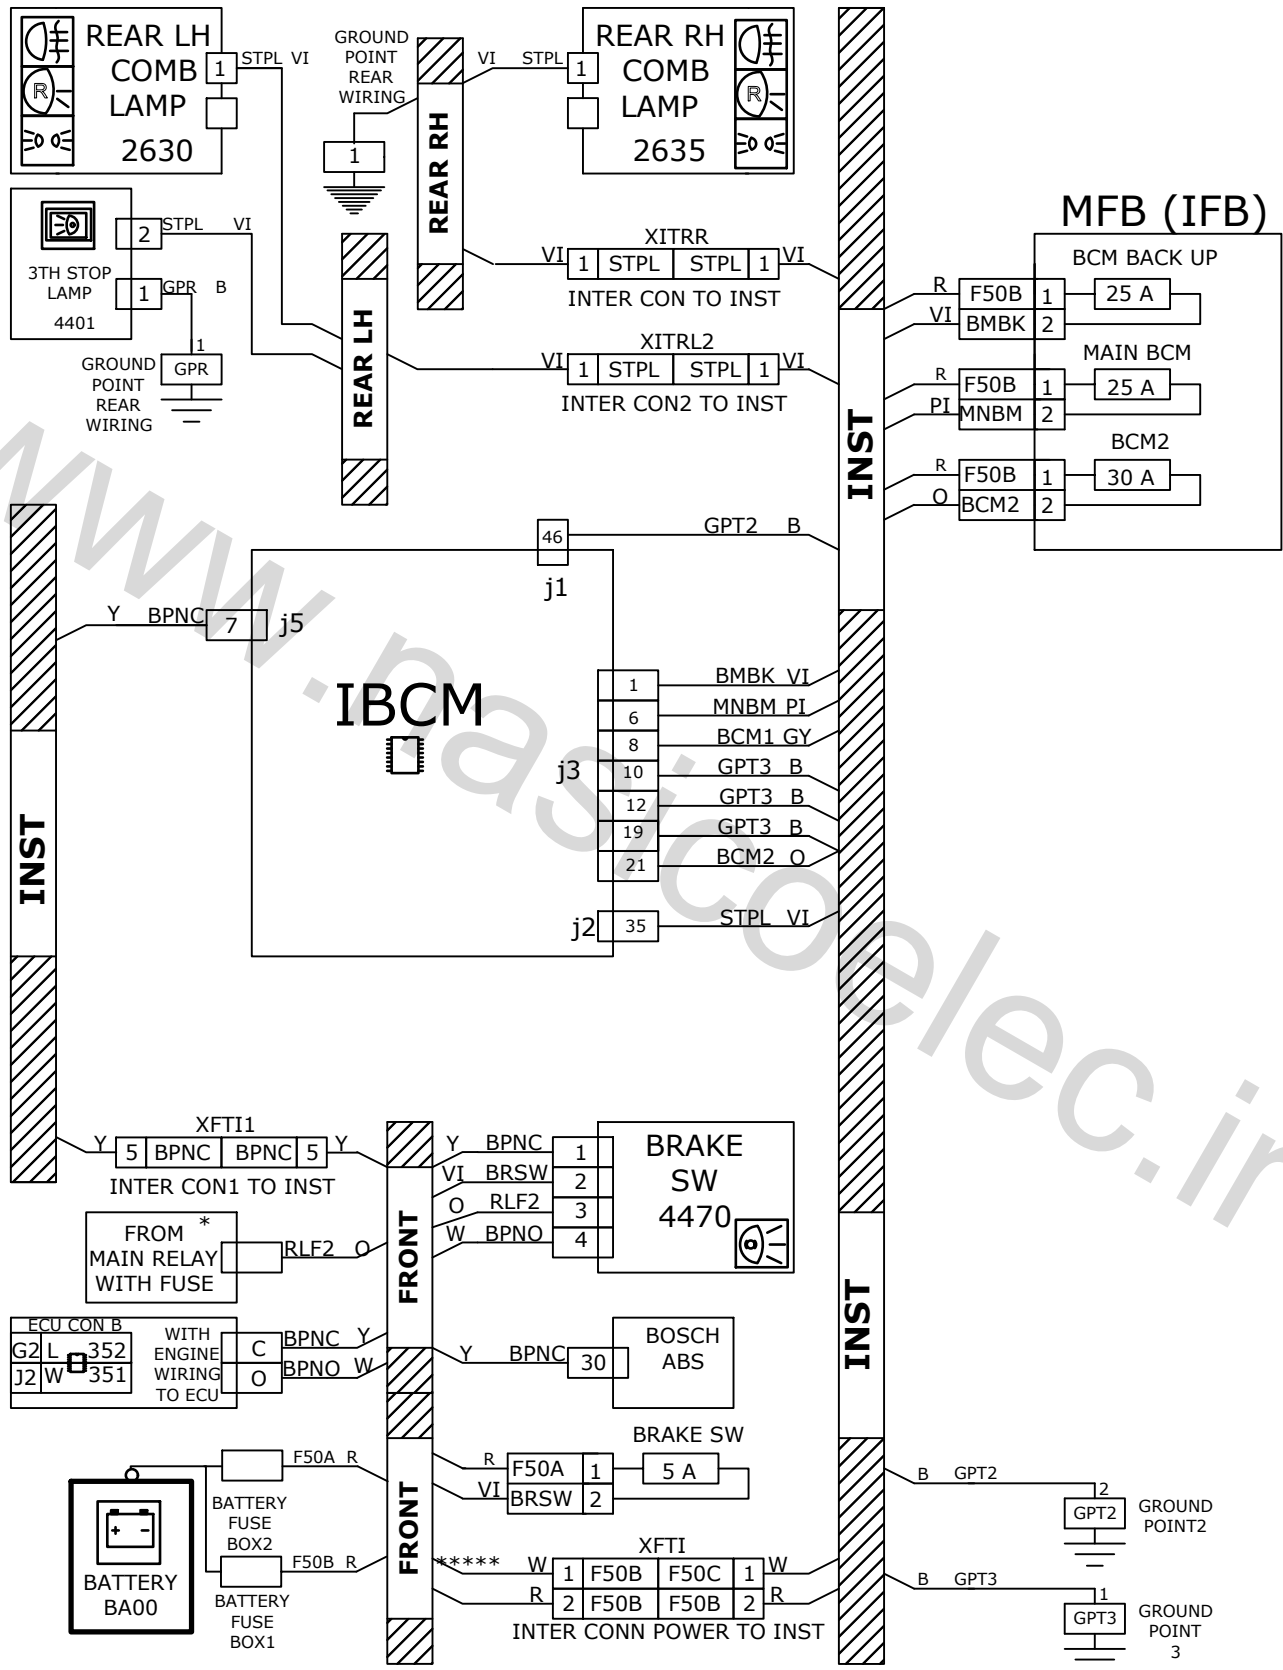 REAR LH
COMB
LAMP
2630
R
1
STPL VI
GROUND
POINT
REAR
WIRING
1
REAR RH
VI STPL 1
REAR RH
COMB
LAMP
2635
R
3TH STOP
LAMP
4401
2 STPL VI
1 GPR B
1
GPR
GROUND
POINT
REAR
WIRING
REAR LH
XITRR
VI 1 STPL STPL 1 VI
INTER CON TO INST
XITRL2
VI 1 STPL STPL 1 VI
INTER CON2 TO INST
INST
MFB (IFB)
BCM BACK UP
R F50B 1 25 A
VI BMBK 2
MAIN BCM
R F50B 1 25 A
PI MNBM 2
BCM2
R F50B 1 30 A
O BCM2 2
46 GPT2 B
j1
Y BPNC 7 j5
IBCM
INST
j3
1 BMBK VI
6 MNBM PI
8 BCM1 GY
10 GPT3 B
12 GPT3 B
19 GPT3 B
21 BCM2 O
j2 35 STPL VI
www.nasicoelec.ir
XFTI1
Y 5 BPNC BPNC 5 Y
INTER CON1 TO INST
FROM *
MAIN RELAY
WITH FUSE
RLF2 O
FRONT
Y BPNC 1
VI BRSW 2
O RLF2 3
W BPNO 4
BRAKE
SW
4470
ECU CON B
G2 L 352
J2 W 351
WITH
ENGINE
WIRING
TO ECU
C BPNC Y
O BPNO W
Y BPNC 30
BOSCH
ABS
INST
BATTERY
BA00
+ -
F50A R
BATTERY
FUSE
BOX2
F50B R
BATTERY
FUSE
BOX1
FRONT
BRAKE SW
R F50A 1 5 A
VI BRSW 2
XFTI
***** W 1 F50B F50C 1 W
R 2 F50B F50B 2 R
INTER CONN POWER TO INST
B GPT2
2
GPT2
GROUND
POINT2
B GPT3
1
GPT3
GROUND
POINT
3